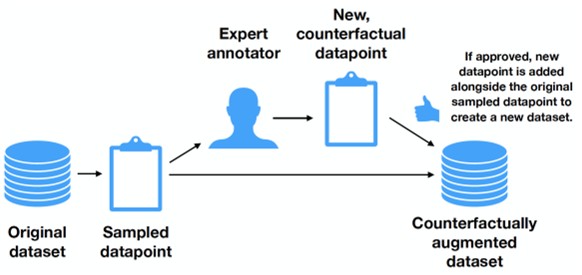 Expert
annotator
New,
counterfactual
datapoint
If approved, new
datapoint is added
alongside the original
sampled datapoint to
create a new dataset.
Original
dataset
Sampled
datapoint
Counterfactually
augmented
dataset